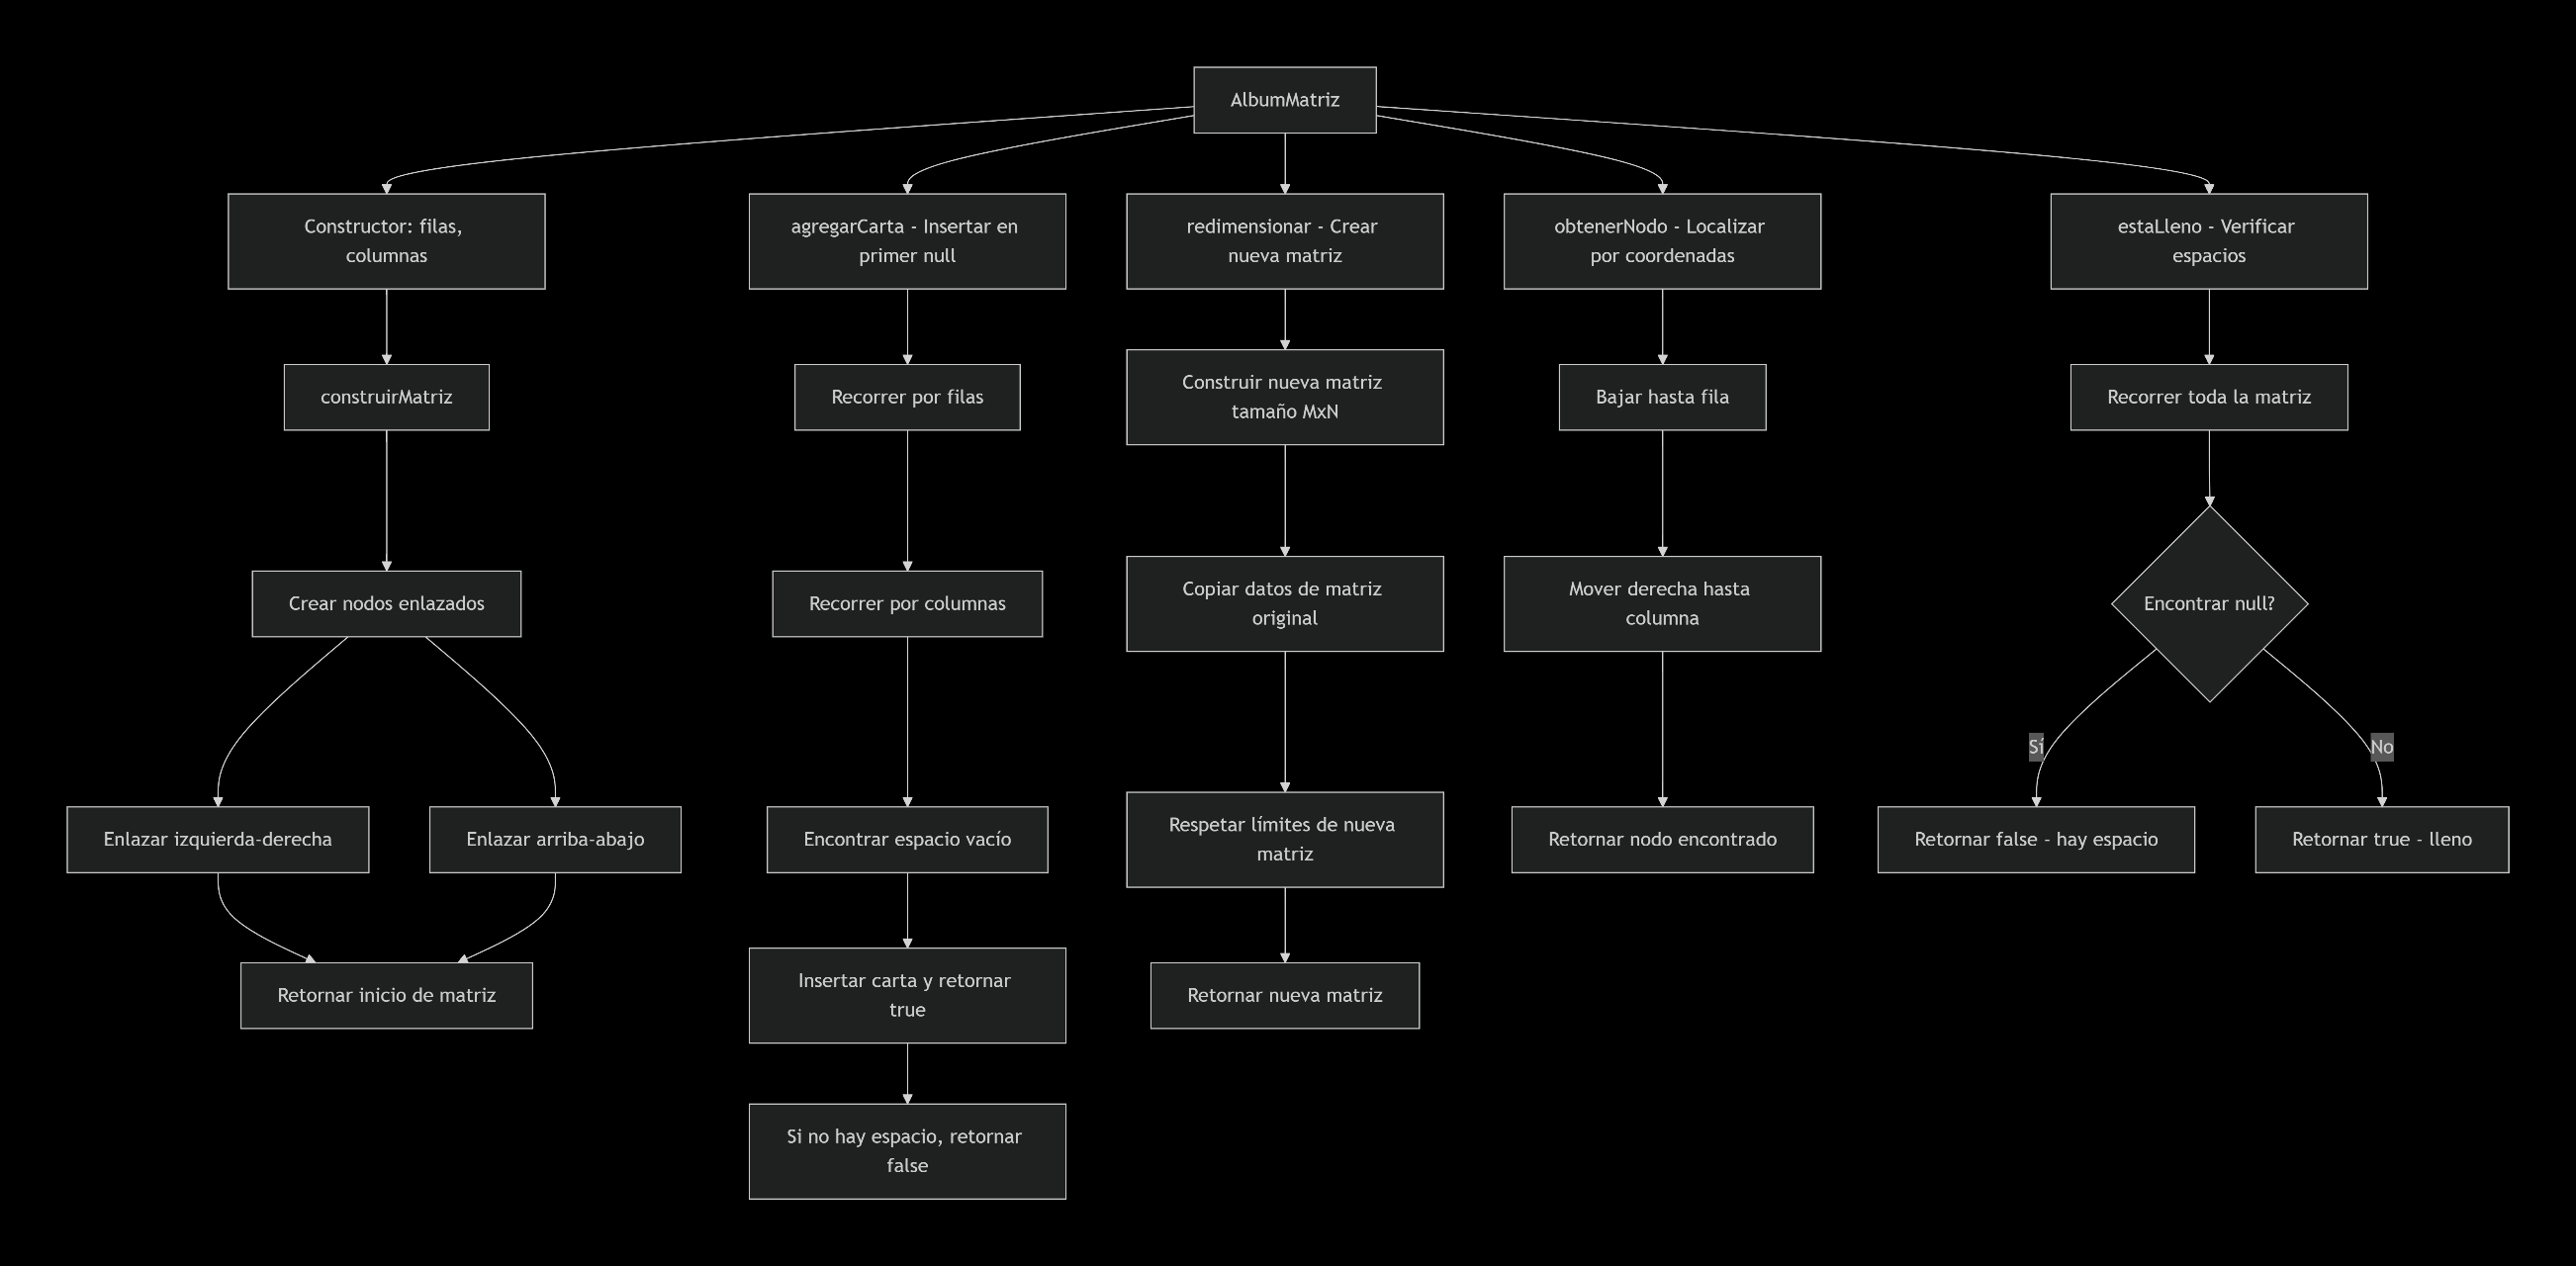 AlbumMatriz
Constructor: filas,
columnas
agregarCarta - Insertar en
primer null
redimensionar - Crear
nueva matriz
obtenerNodo - Localizar
por coordenadas
estaLleno - Verificar
espacios
construirMatriz
Recorrer por filas
Construir nueva matriz
tamaño MxN
Bajar hasta fila
Recorrer toda la matriz
Crear nodos enlazados
Recorrer por columnas
Copiar datos de matriz
original
Mover derecha hasta
columna
Encontrar null?
Sí
No
Enlazar izquierda-derecha
Enlazar arriba-abajo
Encontrar espacio vacío
Respetar límites de nueva
matriz
Retornar nodo encontrado
Retornar false - hay espacio
Retornar true - lleno
Retornar inicio de matriz
Insertar carta y retornar
true
Retornar nueva matriz
Si no hay espacio, retornar
false